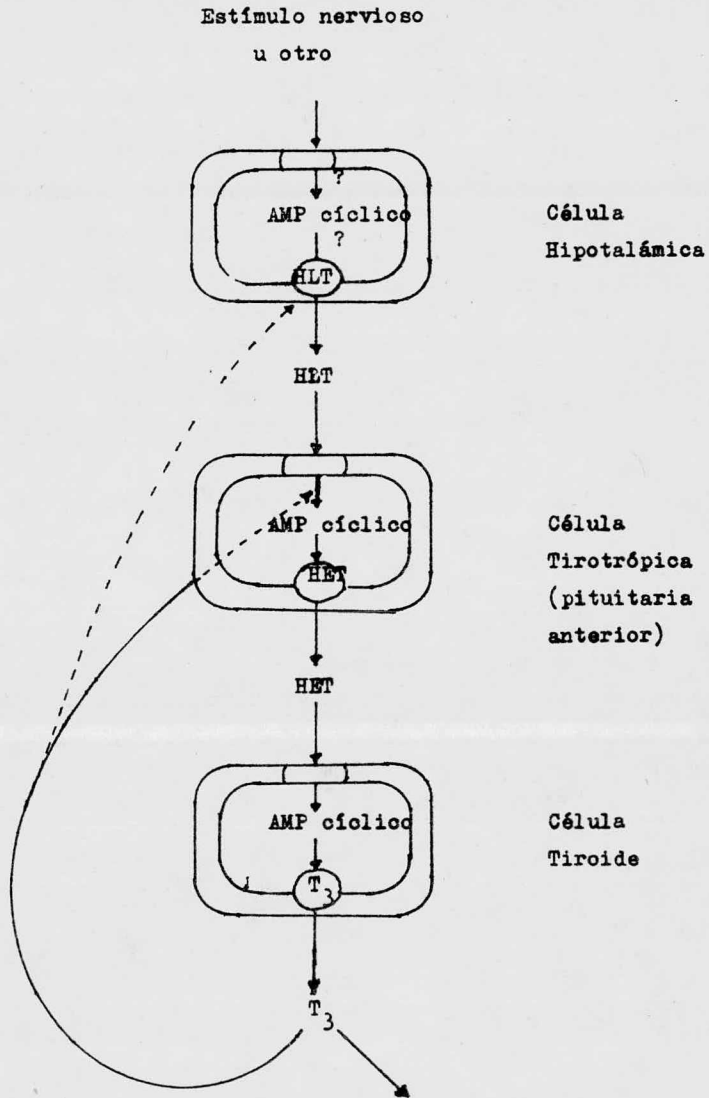 Estímulo nervioso
u otro
?
AMP cíclico
?
HLT
Célula
Hipotalámica
HLT
AMP cíclico
HET
Célula
Tirotrópica
(pituitaria
anterior)
HET
AMP cíclico
T3
Célula
Tiroide
T3